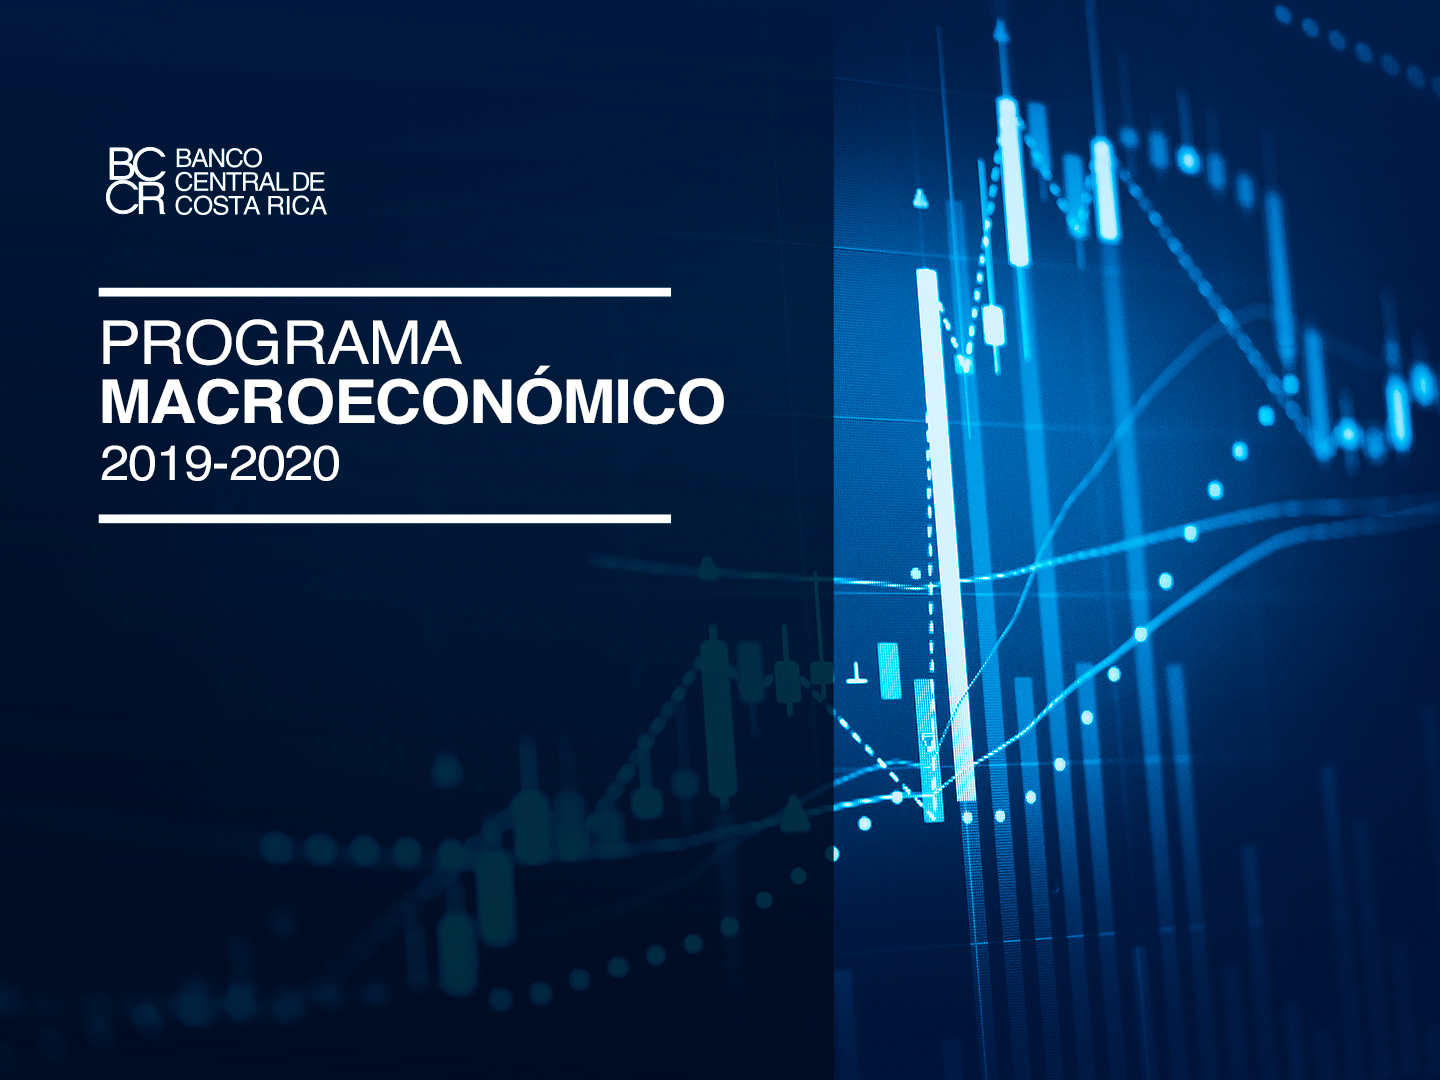 BC
CR
BANCO
CENTRAL DE
COSTA RICA
PROGRAMA
MACROECONÓMICO
2019-2020